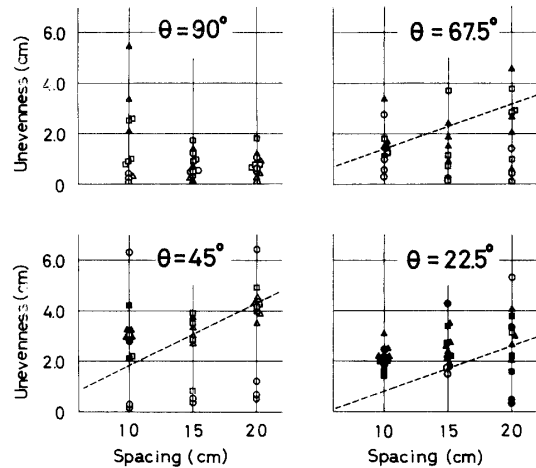 θ = 90°
θ = 67.5°
Unevenness (cm)
6.0
4.0
2.0
0
θ = 45°
θ = 22.5°
Unevenness (cm)
6.0
4.0
2.0
0
10 15 20
10 15 20
Spacing (cm)
Spacing (cm)